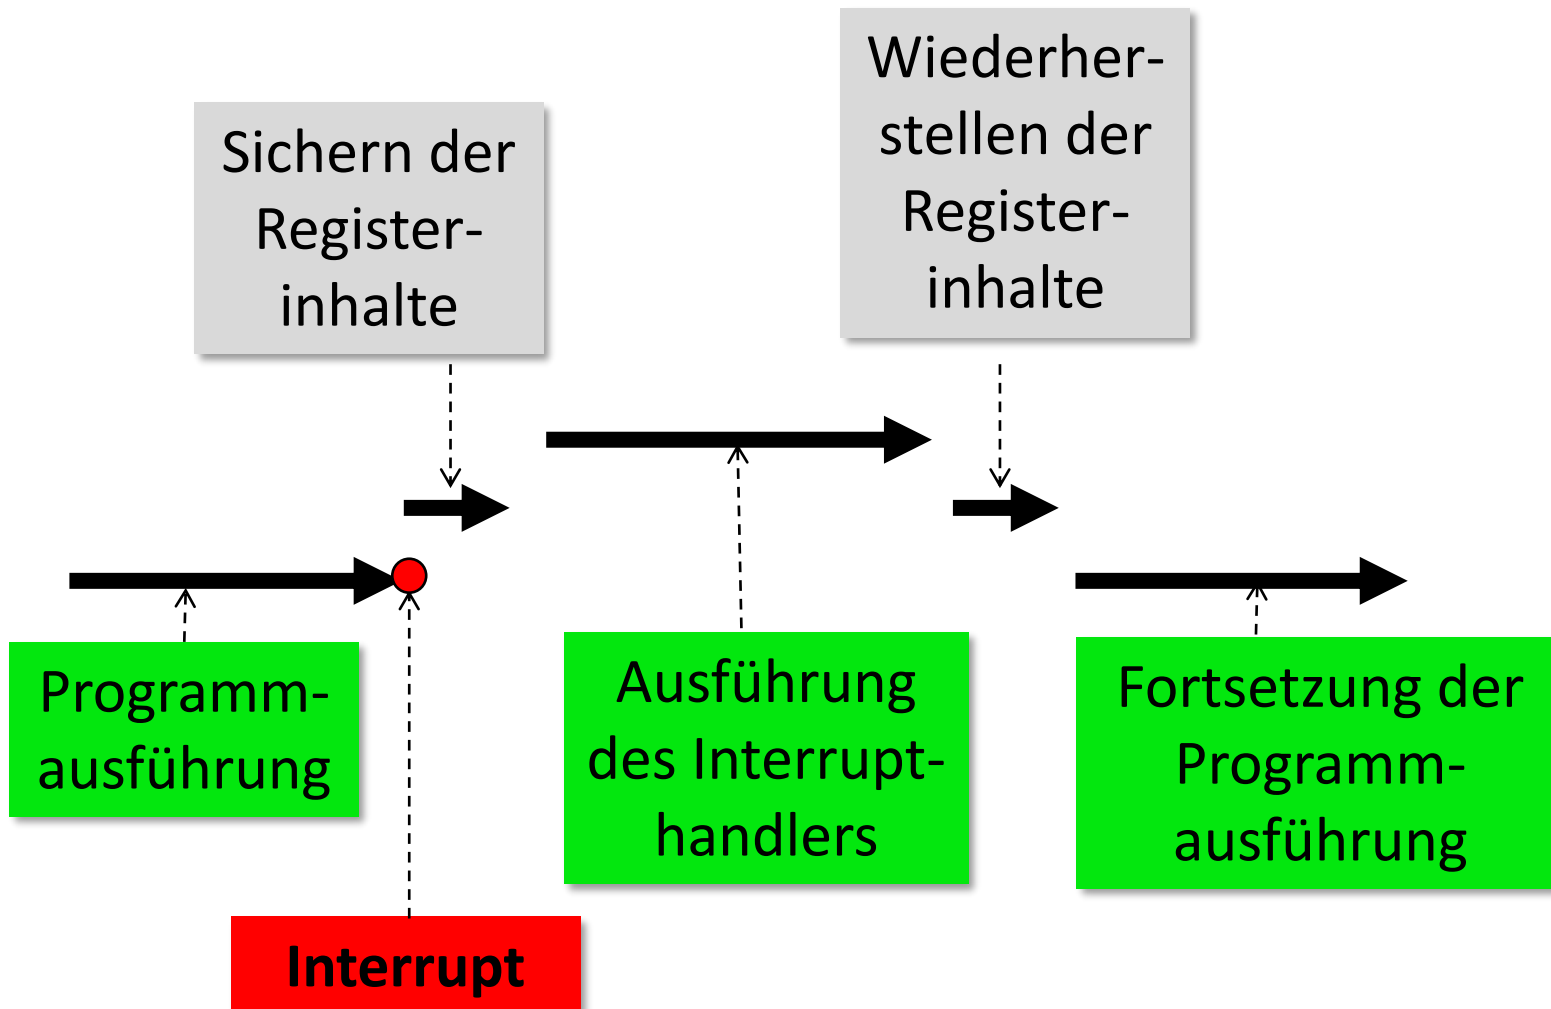 Wiederher-
stellen der
Register-
inhalte
Sichern der
Register-
inhalte
Programm-
ausführung
Ausführung
des Interrupt-
handlers
Fortsetzung der
Programm-
ausführung
Interrupt